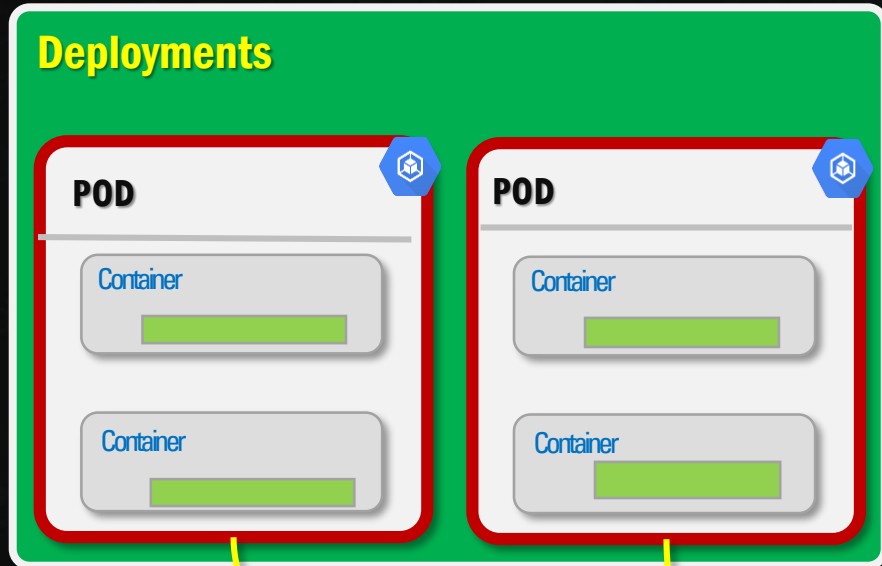 Deployments
POD
Container
Container
POD
Container
Container